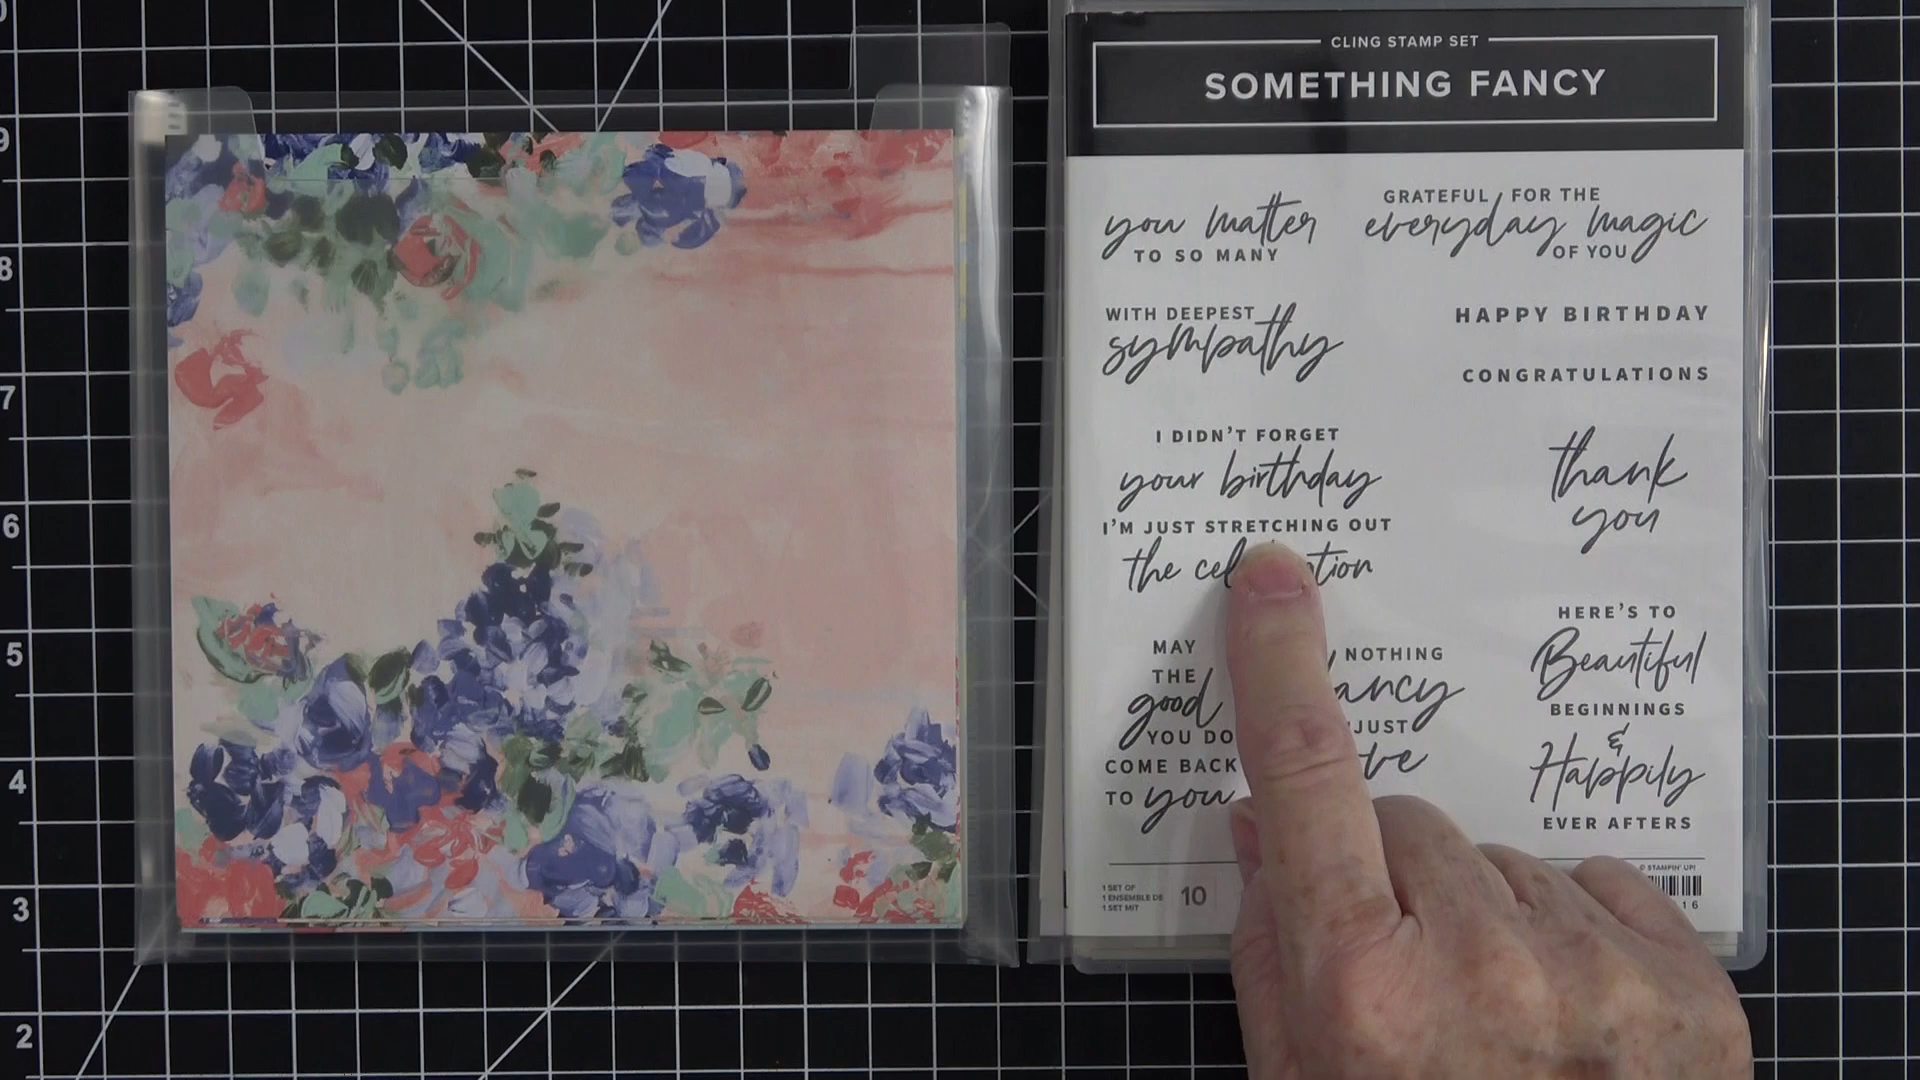 CLING STAMP SET
SOMETHING FANCY
you matter
TO SO MANY
GRATEFUL FOR THE
everyday magic
OF YOU
WITH DEEPEST
sympathy
HAPPY BIRTHDAY
CONGRATULATIONS
I DIDN'T FORGET
your birthday
I'M JUST STRETCHING OUT
the
thank
you
MAY
THE
good
YOU DO
COME BACK
TO you
NOTHING
JUST
HERE'S TO
Beautiful
BEGINNINGS
&
Happily
EVER AFTERS
© STAMPIN' UP!
1 SET OF
1 ENSEMBLE DE
1 SET MIT
10
1 6
9
8
7
6
5
4
3
2